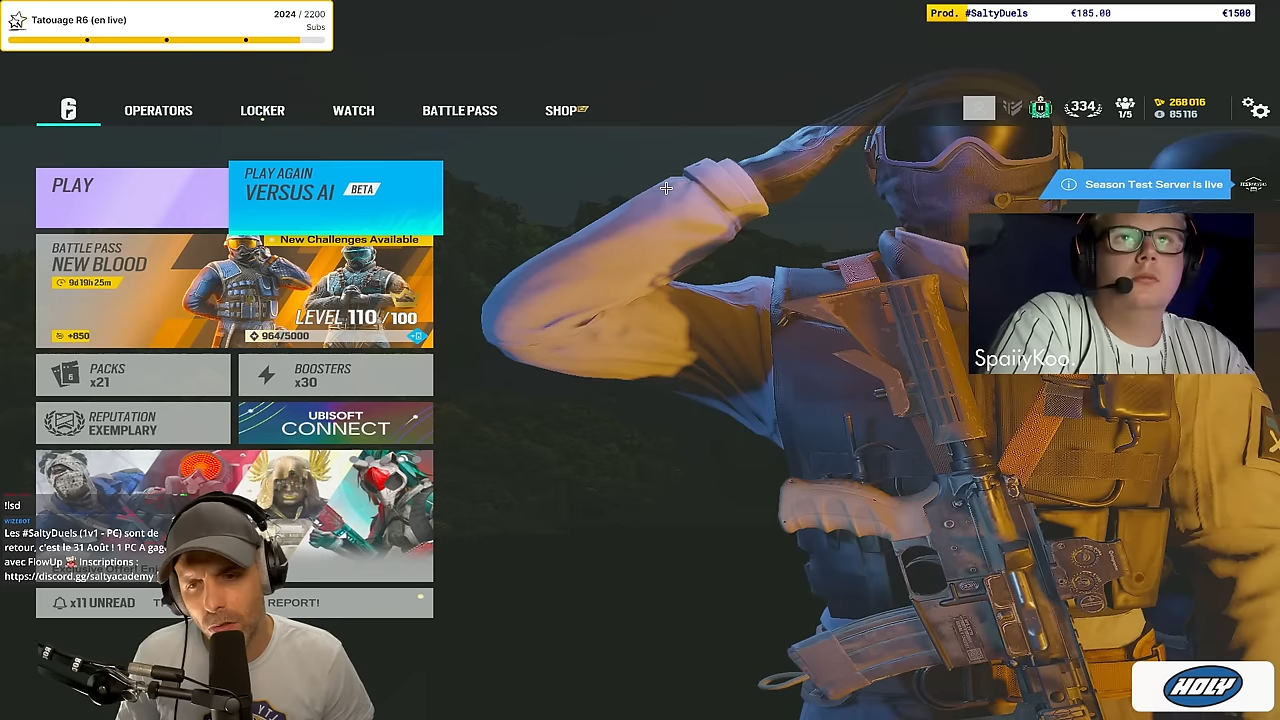 Tatouage R6 (en live)
2024 / 2200
Subs
Prod. #SaltyDuels €185.00 €1500
OPERATORS LOCKER WATCH BATTLE PASS SHOP
334
1/5
268 016
85 116
PLAY
PLAY AGAIN
VERSUS AI BETA
Season Test Server is live
New Challenges Available
BATTLE PASS
NEW BLOOD
9d 19h 25m
LEVEL 110 / 100
+850
964/5000
PACKS
x21
BOOSTERS
x30
SpaiiyKoo.
REPUTATION
EXEMPLARY
UBISOFT
CONNECT
!lsd
WIZEBOT
Les #SaltyDuels (1v1 - PC) sont de
retour, c'est le 31 Août ! 1 PC A gag
avec FlowUp Inscriptions :
https://discord.gg/saltyacademy
x11 UNREAD
REPORT!
HOLY